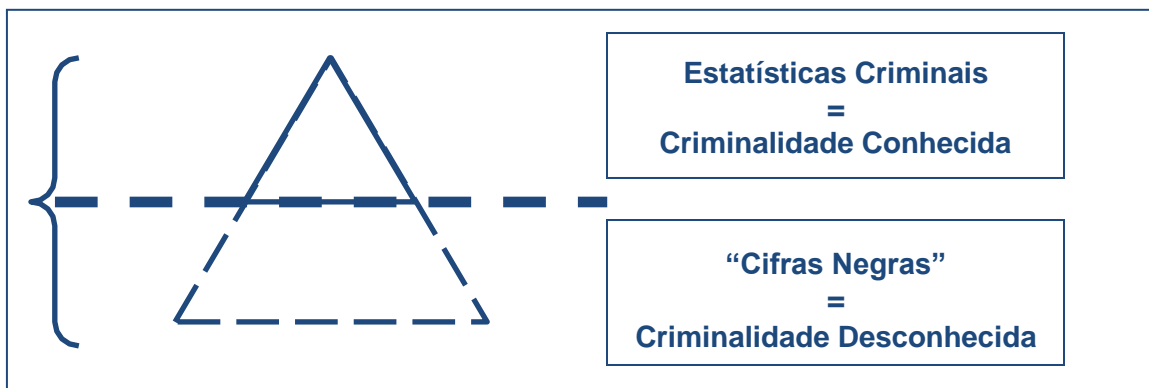 Estatísticas Criminais
=
Criminalidade Conhecida
“Cifras Negras”
=
Criminalidade Desconhecida